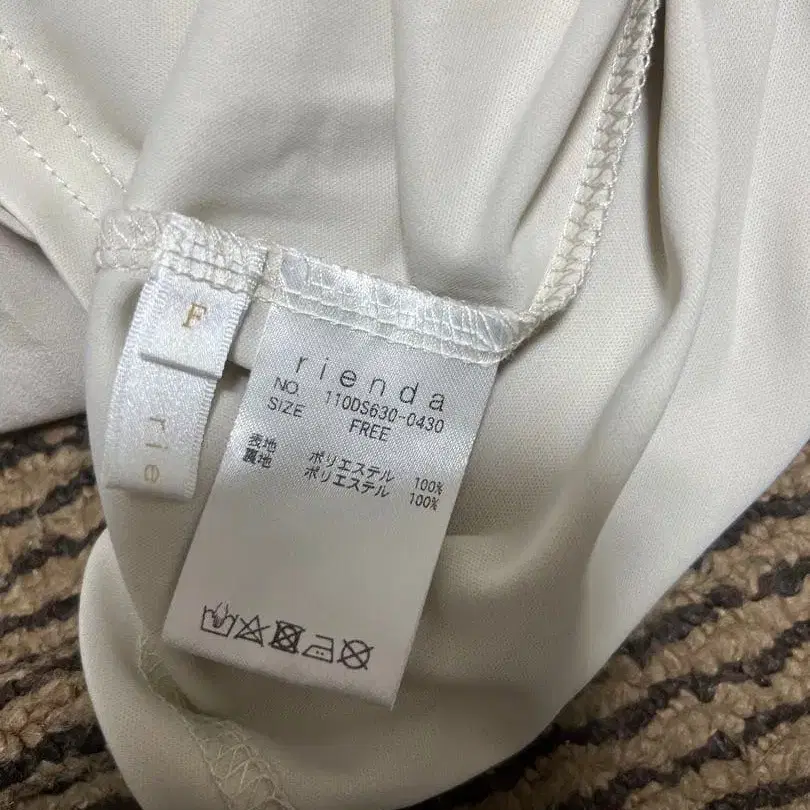 F
rie
rienda
NO 110DS630-0430
SIZE FREE
表地 ポリエステル 100%
裏地 ポリエステル 100%